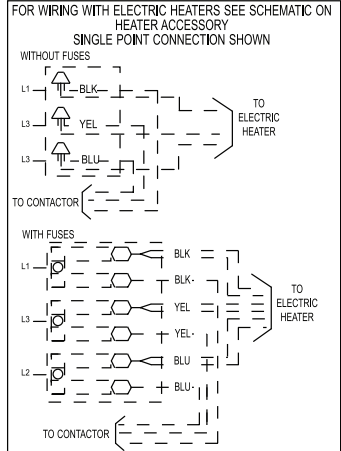 FOR WIRING WITH ELECTRIC HEATERS SEE SCHEMATIC ON
HEATER ACCESSORY
SINGLE POINT CONNECTION SHOWN
WITHOUT FUSES
L1
BLK
L3
YEL
L3
BLU
TO
ELECTRIC
HEATER
TO CONTACTOR
WITH FUSES
L1
BLK
BLK
L3
YEL
YEL
L2
BLU
BLU
TO
ELECTRIC
HEATER
TO CONTACTOR